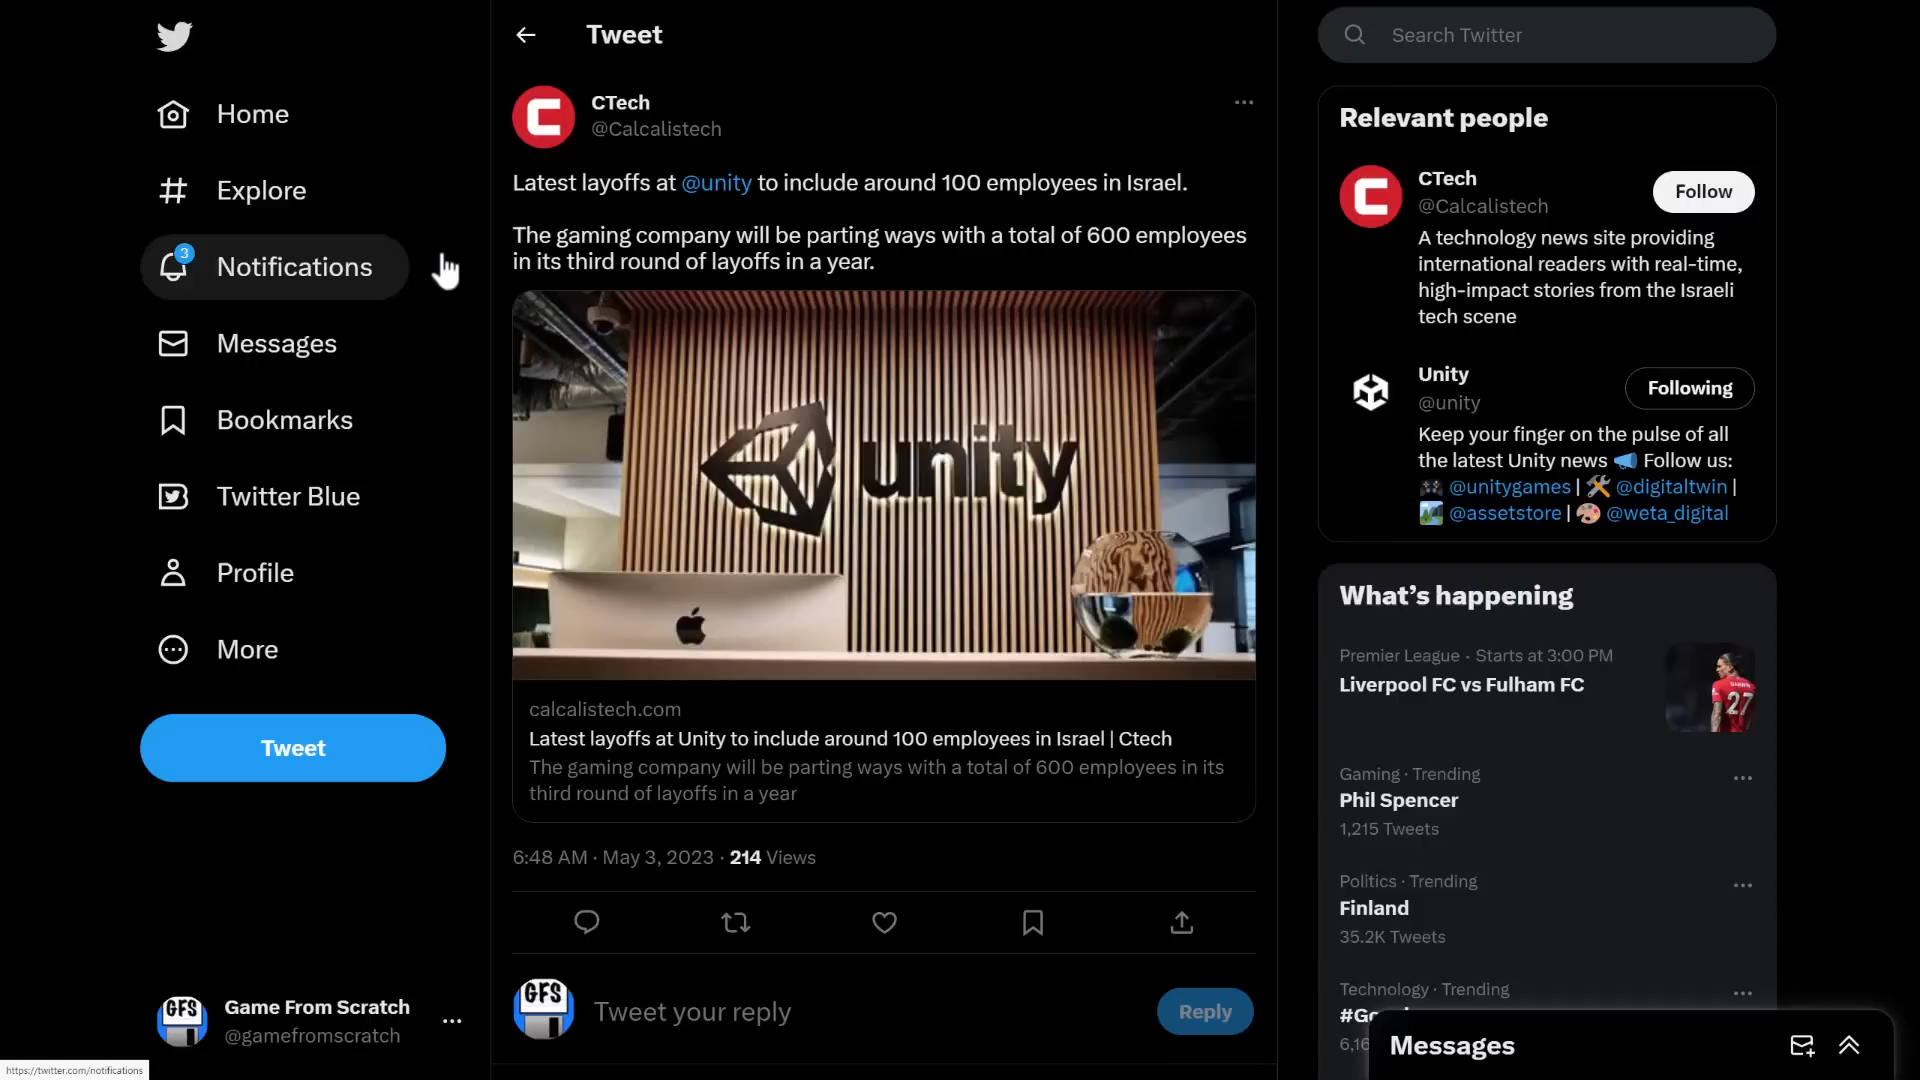 Home
Explore
3
Notifications
Messages
Bookmarks
Twitter Blue
Profile
More
Tweet
GFS
Game From Scratch
@gamefromscratch
https://twitter.com/notifications
Tweet
CTech
@Calcalistech
Latest layoffs at @unity to include around 100 employees in Israel.
The gaming company will be parting ways with a total of 600 employees
in its third round of layoffs in a year.
unity
calcalistech.com
Latest layoffs at Unity to include around 100 employees in Israel | Ctech
The gaming company will be parting ways with a total of 600 employees in its
third round of layoffs in a year
6:48 AM · May 3, 2023 · 214 Views
GFS
Tweet your reply
Reply
Search Twitter
Relevant people
CTech
@Calcalistech
Follow
A technology news site providing
international readers with real-time,
high-impact stories from the Israeli
tech scene
Unity
@unity
Following
Keep your finger on the pulse of all
the latest Unity news 📣 Follow us:
🎮 @unitygames | 🛠 @digitaltwin |
🏞 @assetstore | 🎨 @weta_digital
What's happening
Premier League · Starts at 3:00 PM
Liverpool FC vs Fulham FC
DARWIN
27
Gaming · Trending
Phil Spencer
1,215 Tweets
Politics · Trending
Finland
35.2K Tweets
Technology · Trending
Messages